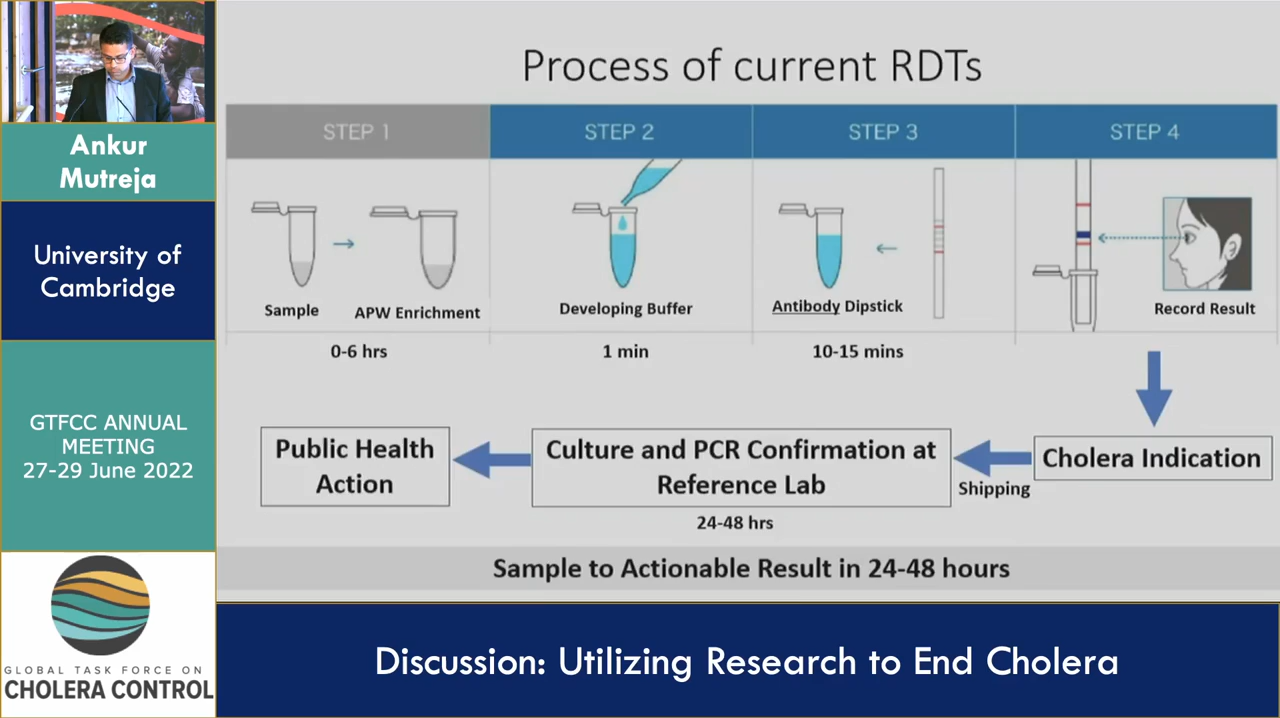 Ankur
Mutreja
University of
Cambridge
GTFCC ANNUAL
MEETING
27-29 June 2022
GLOBAL TASK FORCE ON
CHOLERA CONTROL
Process of current RDTs
STEP 1
STEP 2
STEP 3
STEP 4
Sample
APW Enrichment
Developing Buffer
Antibody Dipstick
Record Result
0-6 hrs
1 min
10-15 mins
Cholera Indication
Shipping
Culture and PCR Confirmation at
Reference Lab
24-48 hrs
Public Health
Action
Sample to Actionable Result in 24-48 hours
Discussion: Utilizing Research to End Cholera